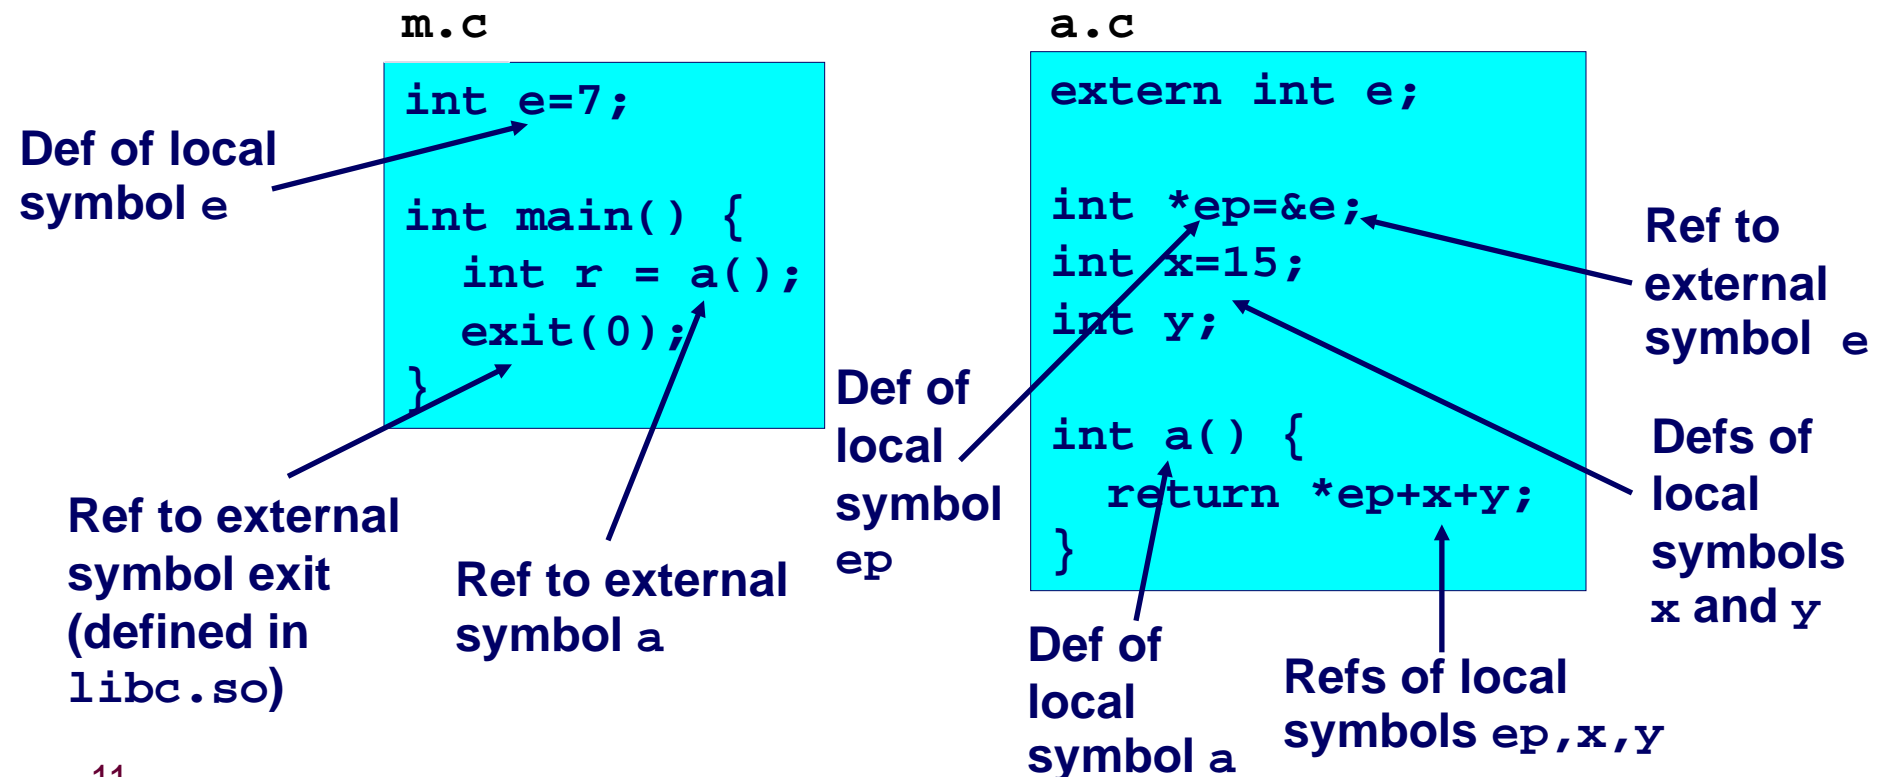 m.c
int e=7;
int main() {
int r = a();
exit(0);
}
Def of local
symbol e
Ref to external
symbol exit
(defined in
libc.so)
Ref to external
symbol a
a.c
extern int e;
int *ep=&e;
int x=15;
int y;
int a() {
return *ep+x+y;
}
Def of
local
symbol
ep
Ref to
external
symbol e
Defs of
local
symbols
x and y
Def of
local
symbol a
Refs of local
symbols ep,x,y
11